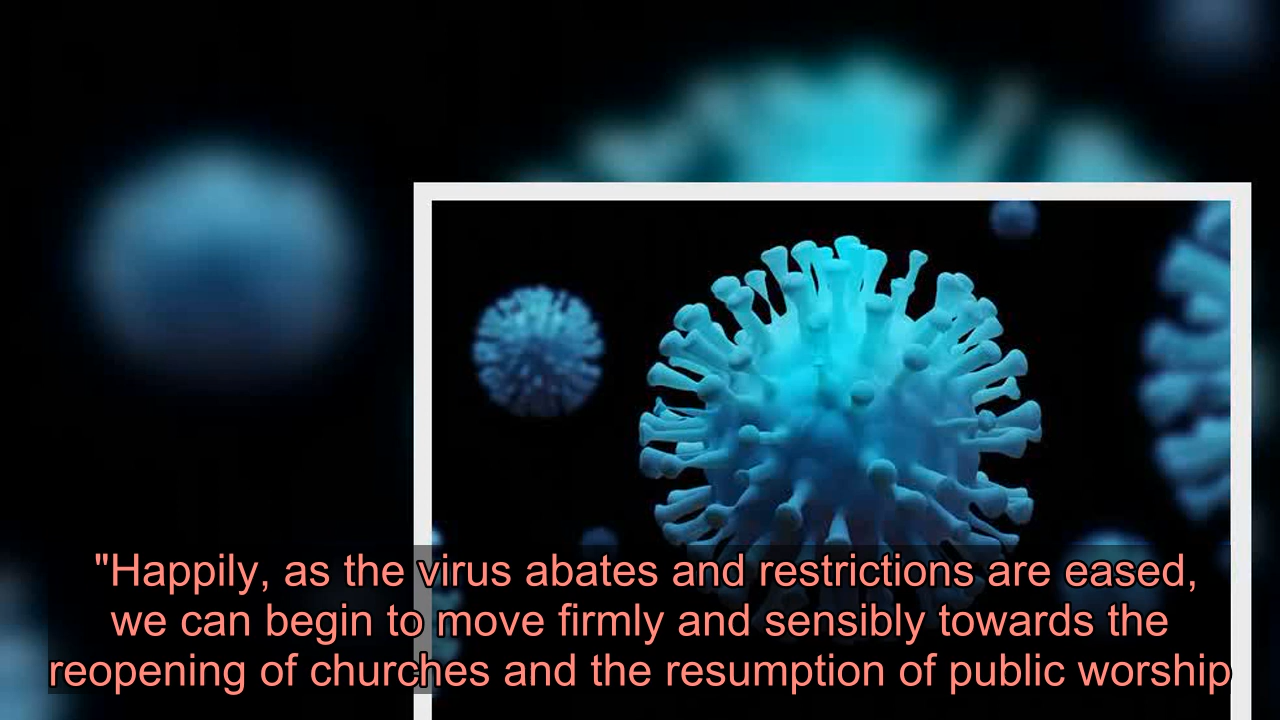 "Happily, as the virus abates and restrictions are eased,
we can begin to move firmly and sensibly towards the
reopening of churches and the resumption of public worship